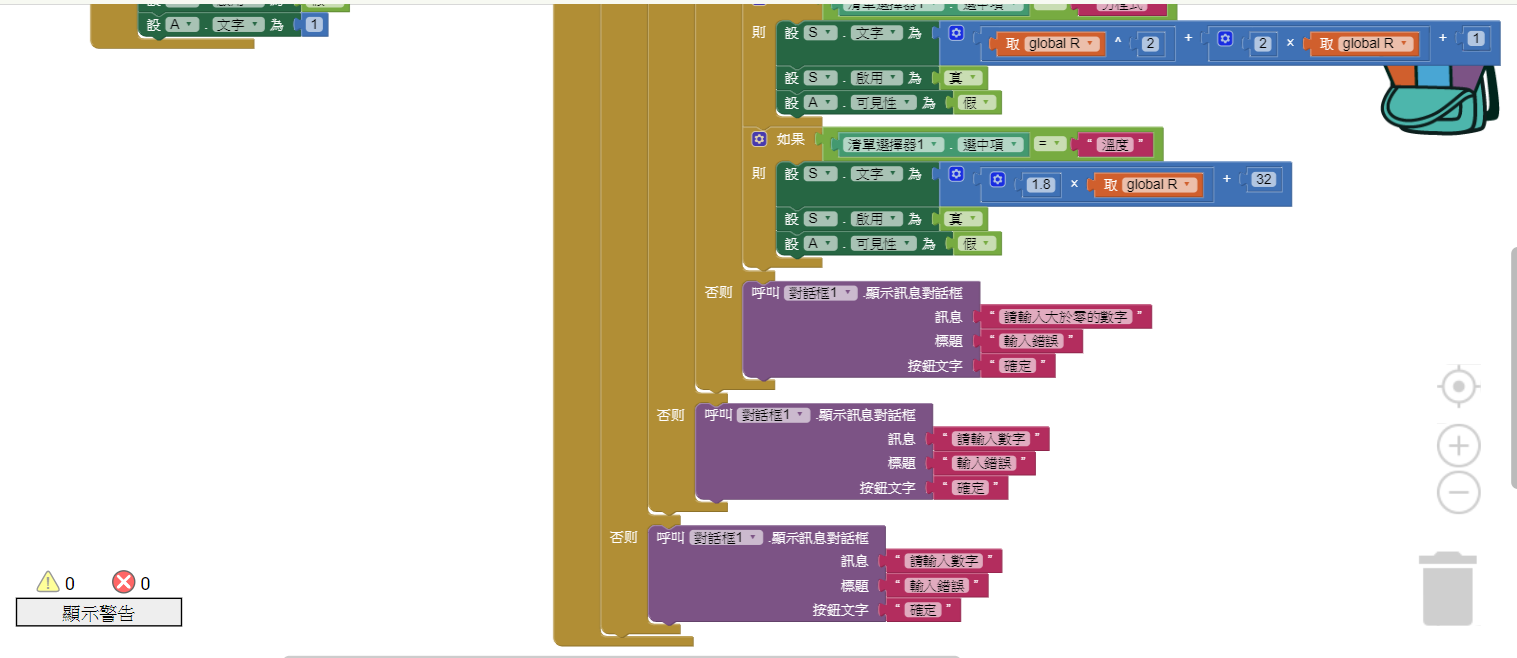 設 A . 文字 為 1
清單選擇器1 . 選中項 方程式
則 設 S . 文字 為 取 global R ^ 2 + 2 × 取 global R + 1
設 S . 啟用 為 真
設 A . 可見性 為 假
如果 清單選擇器1 . 選中項 = “ 溫度 ”
則 設 S . 文字 為 1.8 × 取 global R + 32
設 S . 啟用 為 真
設 A . 可見性 為 假
否則 呼叫 對話框1 .顯示訊息對話框
訊息 “ 請輸入大於零的數字 ”
標題 “ 輸入錯誤 ”
按鈕文字 “ 確定 ”
否則 呼叫 對話框1 .顯示訊息對話框
訊息 “ 請輸入數字 ”
標題 “ 輸入錯誤 ”
按鈕文字 “ 確定 ”
否則 呼叫 對話框1 .顯示訊息對話框
訊息 “ 請輸入數字 ”
標題 “ 輸入錯誤 ”
按鈕文字 “ 確定 ”
0 0
顯示警告